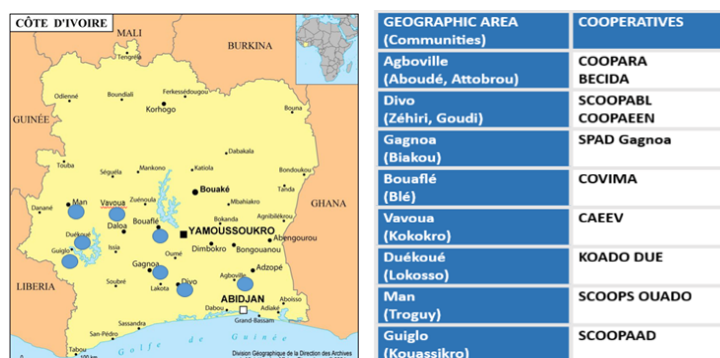 CÔTE D'IVOIRE
MALI
BURKINA
Tengréla
Odienné
Boundiali
Ferkessédougou
Korhogo
Bouna
GUINÉE
Dabakala
Touba
Séguéla
Mankono
Katiola
Bondoukou
Tanda
Bouaké
Man
Vavoua
Zuénoula
Mbahiakro
GHANA
Danané
Daloa
Bouaflé
Bokanda
Agnibilékrou
YAMOUSSOUKRO
Abengourou
Duékoué
Guiglo
Issia
Oumé
Dimbokro
Bongouanou
Gagnoa
Adzopé
Soubré
Lakota
Divo
Agboville
LIBERIA
ABIDJAN
Aboisso
Dabou
Adiaké
Grand-Bassam
Sassandra
San-Pédro
Tabou
Golfe de Guinée
100 km
Division Géographique de la Direction des Archives
GEOGRAPHIC AREA COOPERATIVES
(Communities)
Agboville COOPARA
(Aboudé, Attobrou) BECIDA
Divo SCOOPABL
(Zéhiri, Goudi) COOPAEEN
Gagnoa SPAD Gagnoa
(Biakou)
Bouaflé COVIMA
(Blé)
Vavoua CAEEV
(Kokokro)
Duékoué KOADO DUE
(Lokosso)
Man SCOOPS OUADO
(Troguy)
Guiglo SCOOPAAD
(Kouassikro)